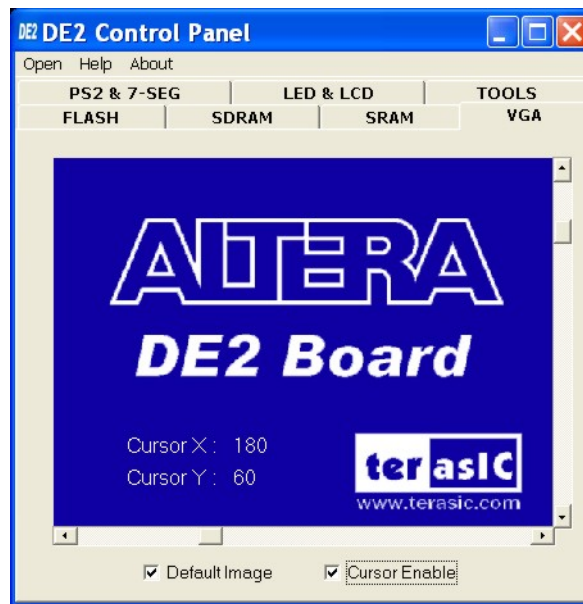 DE2 DE2 Control Panel
Open Help About
PS2 & 7-SEG LED & LCD TOOLS
FLASH SDRAM SRAM VGA
ALTERA
DE2 Board
Cursor X : 180
Cursor Y : 60
terasIC
www.terasic.com
Default Image Cursor Enable